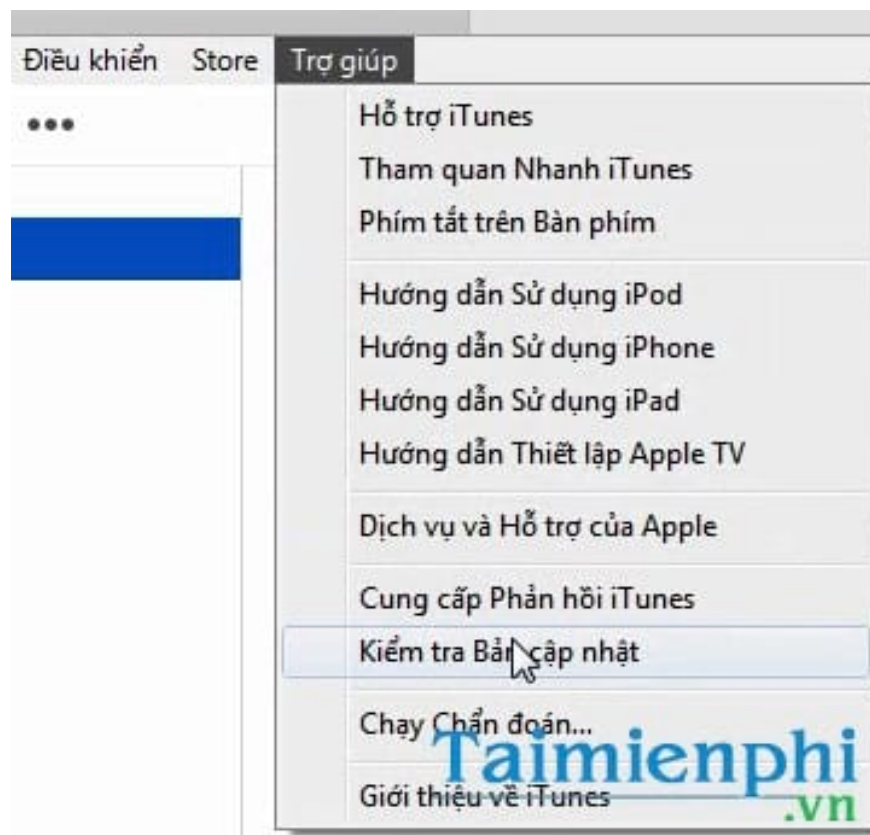 Điều khiển Store Trợ giúp
Hỗ trợ iTunes
Tham quan Nhanh iTunes
Phím tắt trên Bàn phím
Hướng dẫn Sử dụng iPod
Hướng dẫn Sử dụng iPhone
Hướng dẫn Sử dụng iPad
Hướng dẫn Thiết lập Apple TV
Dịch vụ và Hỗ trợ của Apple
Cung cấp Phản hồi iTunes
Kiểm tra Bản cập nhật
Chạy Chẩn đoán...
Taimienphi
.vn
Giới thiệu về iTunes